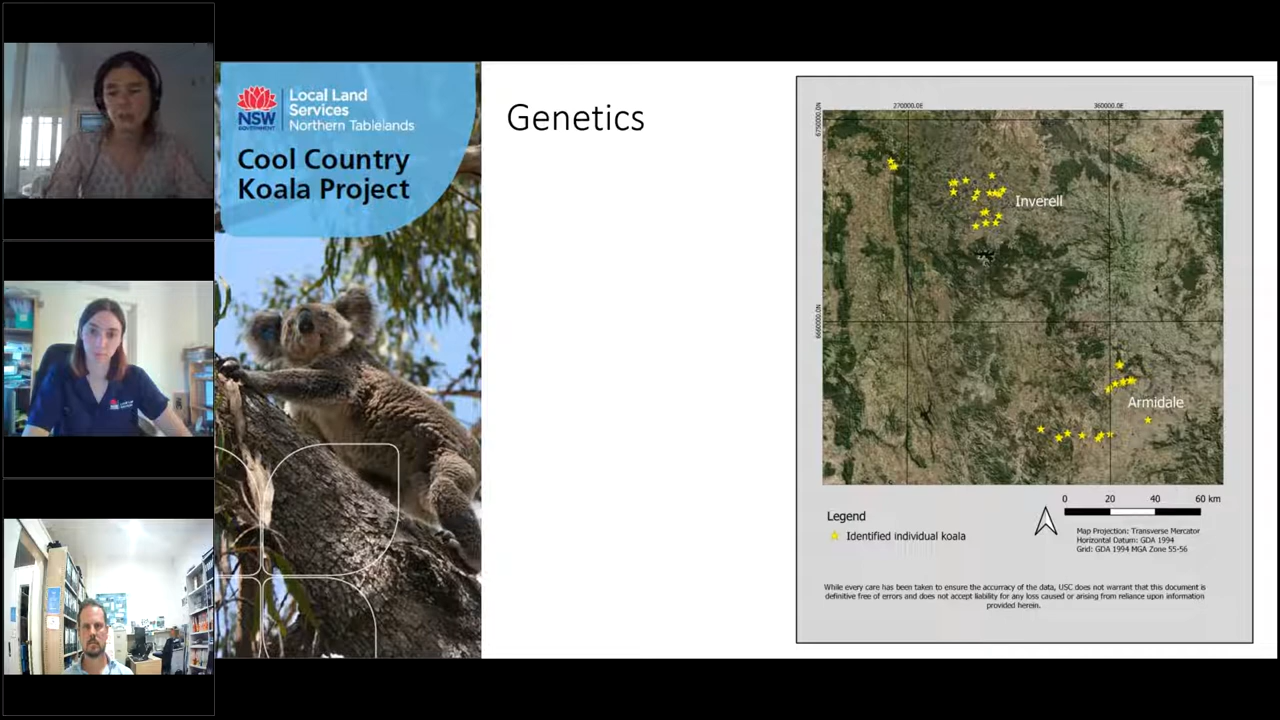 NSW
GOVERNMENT
Local Land
Services
Northern Tablelands
Cool Country
Koala Project
Genetics
270000.0E
360000.0E
6750000.0N
Inverell
6660000.0N
Armidale
0 20 40 60 km
Legend
Identified individual koala
Map Projection: Transverse Mercator
Horizontal Datum: GDA 1994
Grid: GDA 1994 MGA Zone 55-56
While every care has been taken to ensure the accurracy of the data, USC does not warrant that this document is
definitive free of errors and does not accept liability for any loss caused or arising from reliance upon information
provided herein.